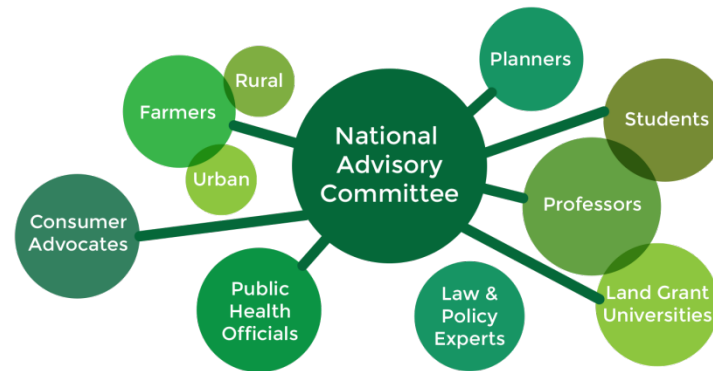 Planners
Rural
Farmers
Students
National
Advisory
Committee
Urban
Professors
Consumer
Advocates
Public
Health
Officials
Law &
Policy
Experts
Land Grant
Universities